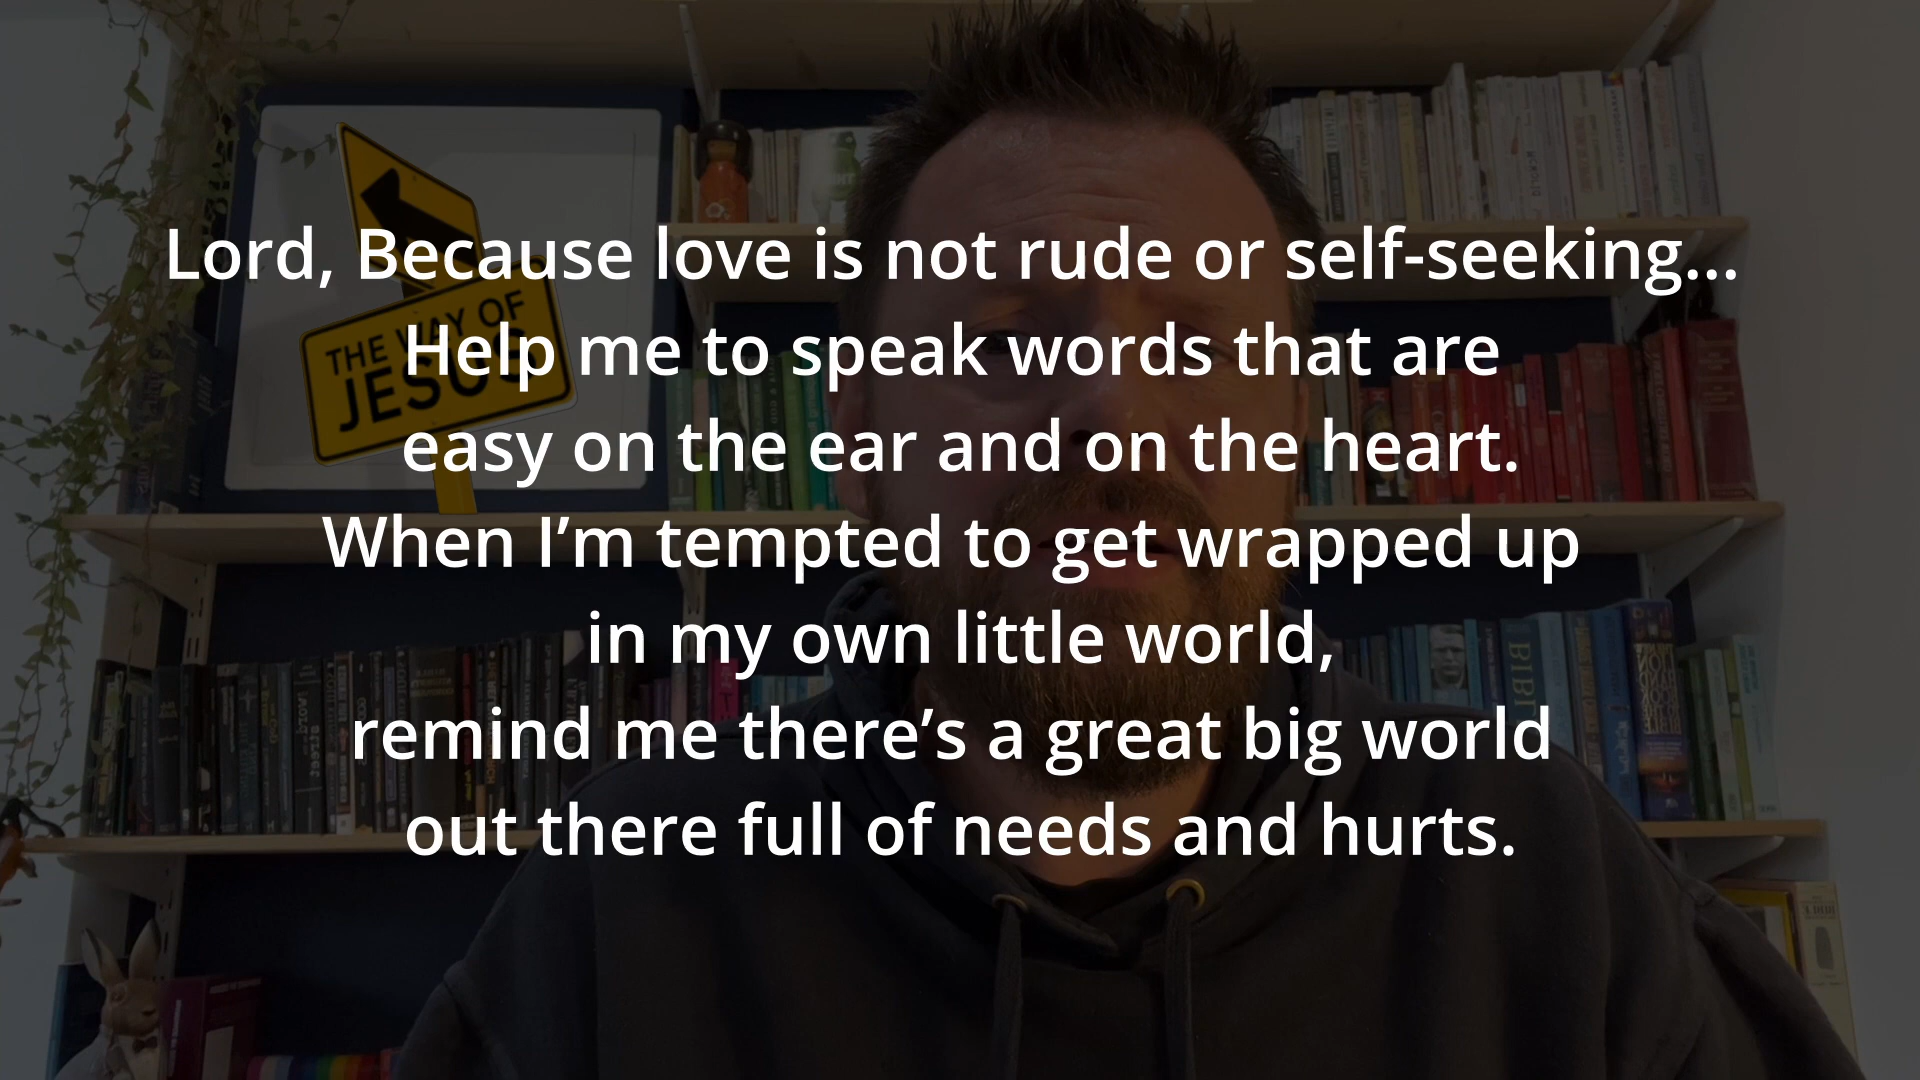 Lord, Because love is not rude or self-seeking...
Help me to speak words that are
easy on the ear and on the heart.
When I’m tempted to get wrapped up
in my own little world,
remind me there’s a great big world
out there full of needs and hurts.
THE WAY OF
JESUS
BIBL